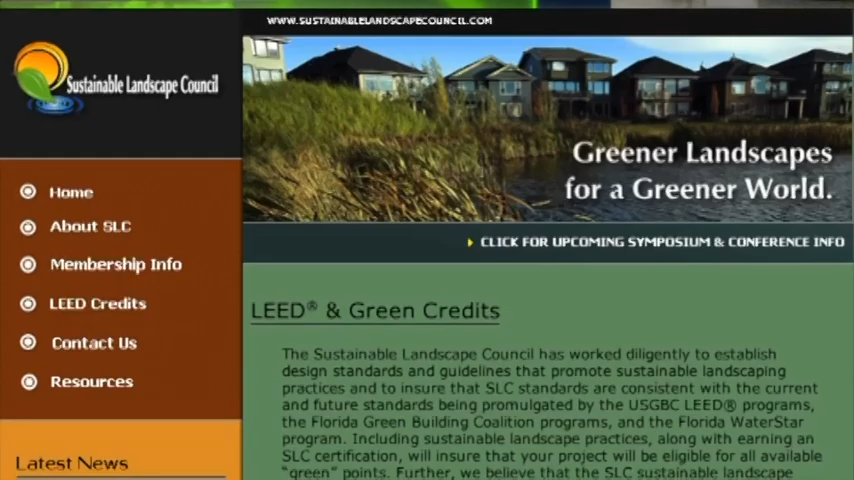 WWW.SUSTAINABLELANDSCAPECOUNCIL.COM
Sustainable Landscape Council
Greener Landscapes
for a Greener World.
Home
About SLC
Membership Info
LEED Credits
Contact Us
Resources
Latest News
CLICK FOR UPCOMING SYMPOSIUM & CONFERENCE INFO
LEED® & Green Credits
The Sustainable Landscape Council has worked diligently to establish
design standards and guidelines that promote sustainable landscaping
practices and to insure that SLC standards are consistent with the current
and future standards being promulgated by the USGBC LEED® programs,
the Florida Green Building Coalition programs, and the Florida WaterStar
program. Including sustainable landscape practices, along with earning an
SLC certification, will insure that your project will be eligible for all available
“green” points. Further, we believe that the SLC sustainable landscape